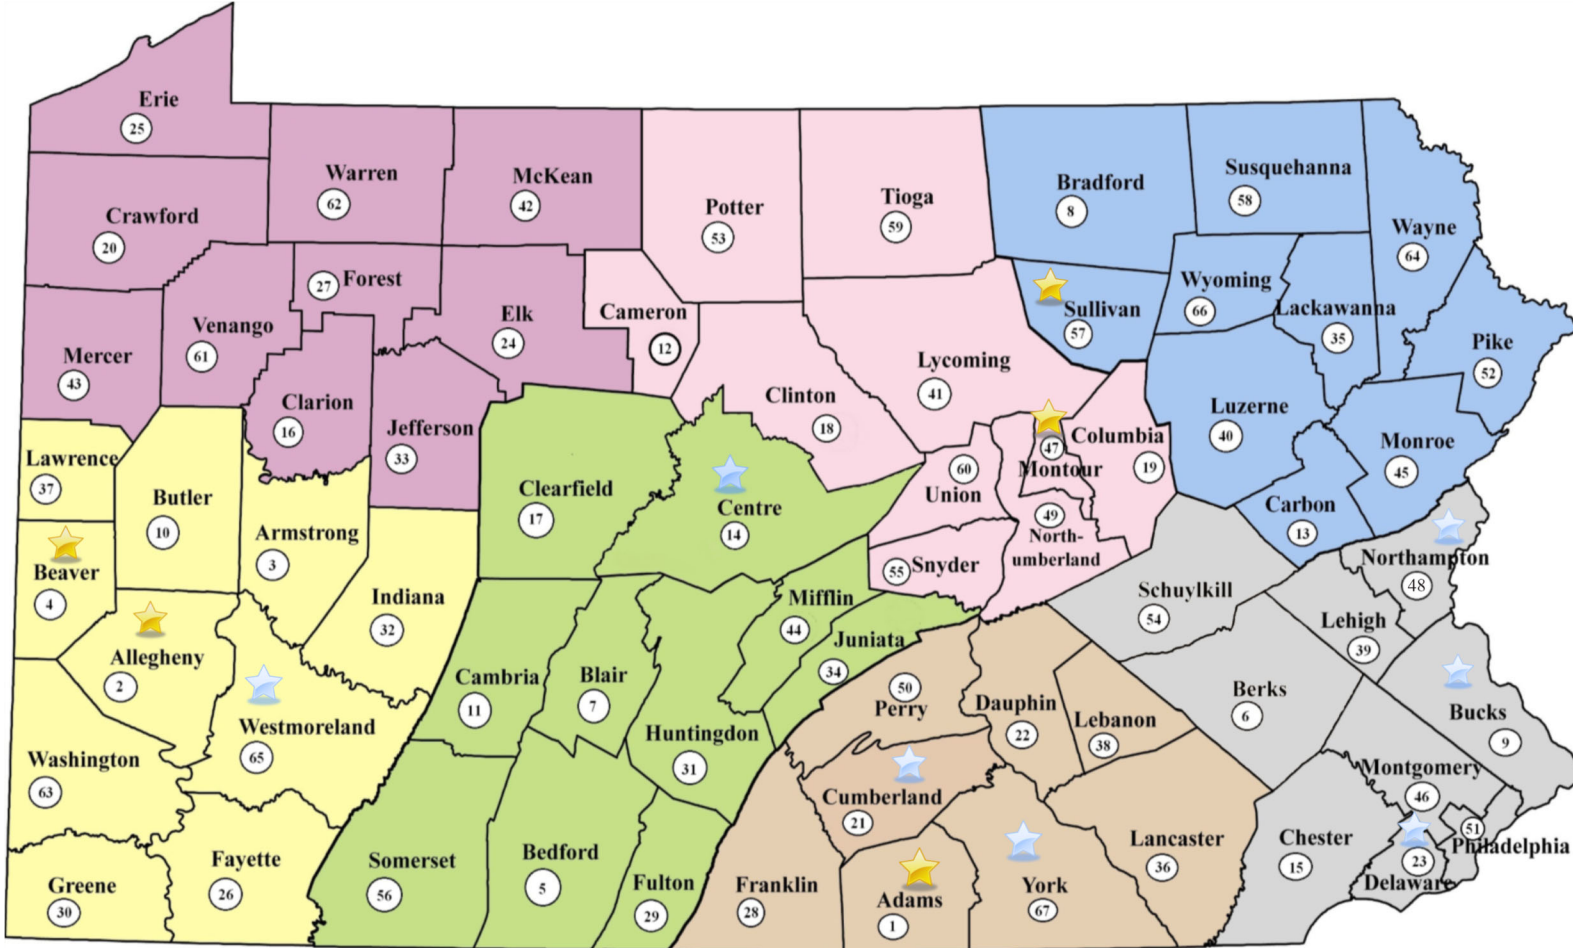 Erie
25
Crawford
20
Warren
62
McKean
42
Potter
53
Tioga
59
Bradford
8
Susquehanna
58
Wayne
64
Mercer
43
Venango
61
27
Forest
Elk
24
Cameron
12
Sullivan
57
Wyoming
66
Lackawanna
35
Pike
52
Clarion
16
Jefferson
33
Clinton
18
Lycoming
41
Columbia
19
47
Montour
Luzerne
40
Monroe
45
Carbon
13
Lawrence
37
Butler
10
Armstrong
3
Clearfield
17
Centre
14
60
Union
49
North-
umberland
55
Snyder
Northampton
48
Beaver
4
Indiana
32
Allegheny
2
Mifflin
44
Juniata
34
Schuylkill
54
Lehigh
39
Westmoreland
65
Cambria
11
Blair
7
Huntingdon
31
50
Perry
Dauphin
22
Lebanon
38
Berks
6
Bucks
9
Washington
63
Cumberland
21
Montgomery
46
51
Philadelphia
Greene
30
Fayette
26
Somerset
56
Bedford
5
Fulton
29
Franklin
28
Adams
1
York
67
Lancaster
36
Chester
15
23
Delaware